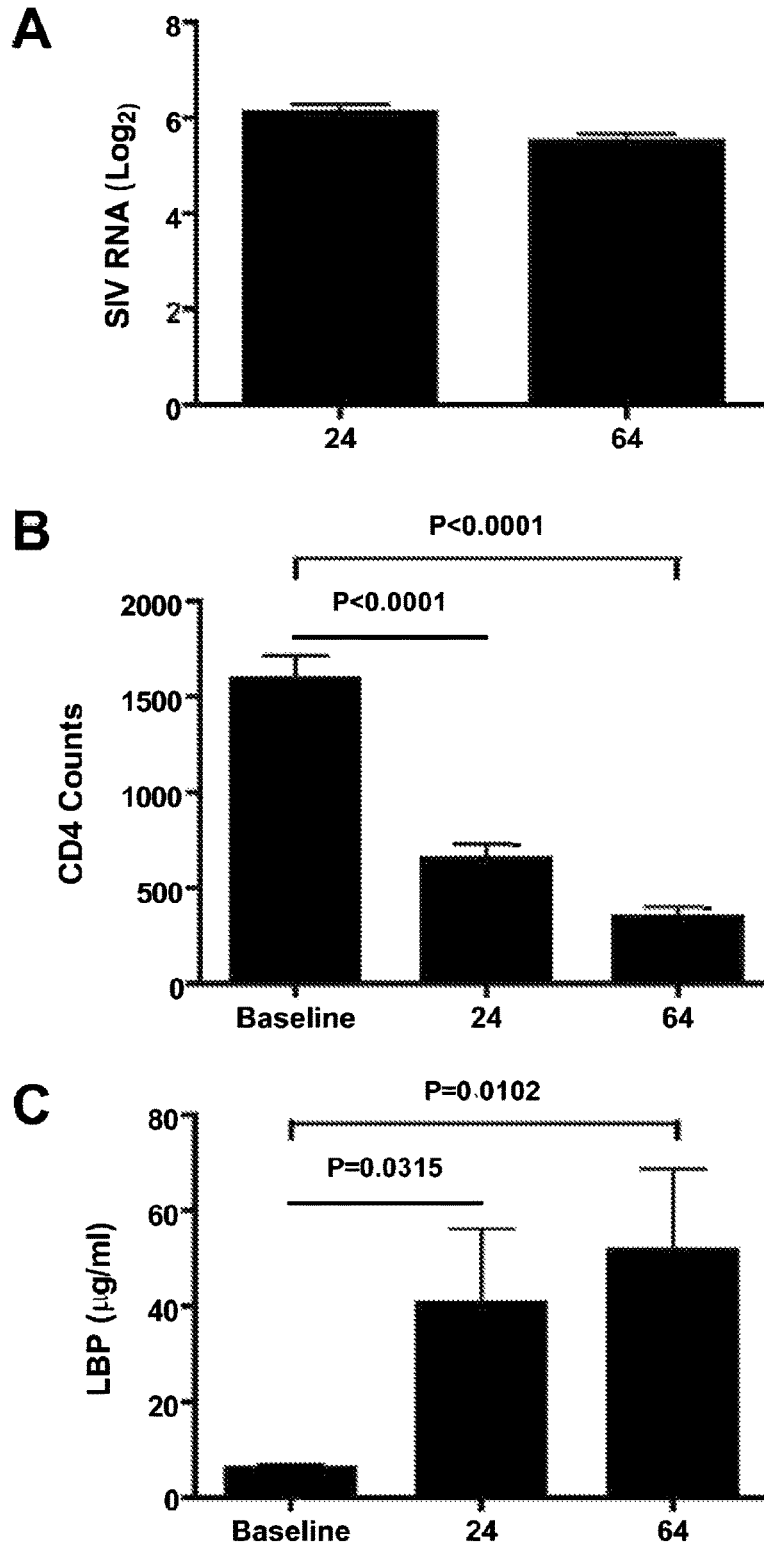 A
SIV RNA (Log2)
8
6
4
2
0
24
64
B
P<0.0001
P<0.0001
CD4 Counts
2000
1500
1000
500
0
Baseline
24
64
C
P=0.0102
P=0.0315
LBP (µg/ml)
80
60
40
20
0
Baseline
24
64